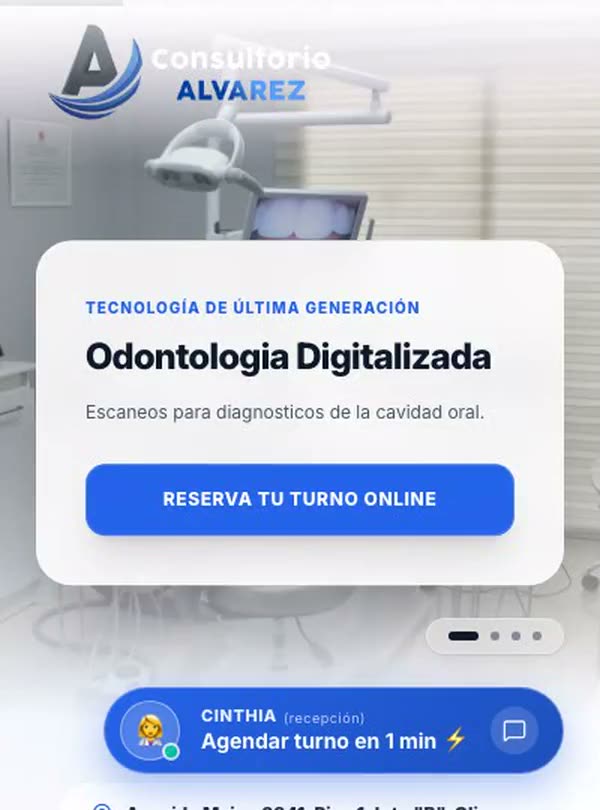 Consultorio
ALVAREZ
TECNOLOGÍA DE ÚLTIMA GENERACIÓN
Odontologia Digitalizada
Escaneos para diagnosticos de la cavidad oral.
RESERVA TU TURNO ONLINE
CINTHIA (recepción)
Agendar turno en 1 min ⚡